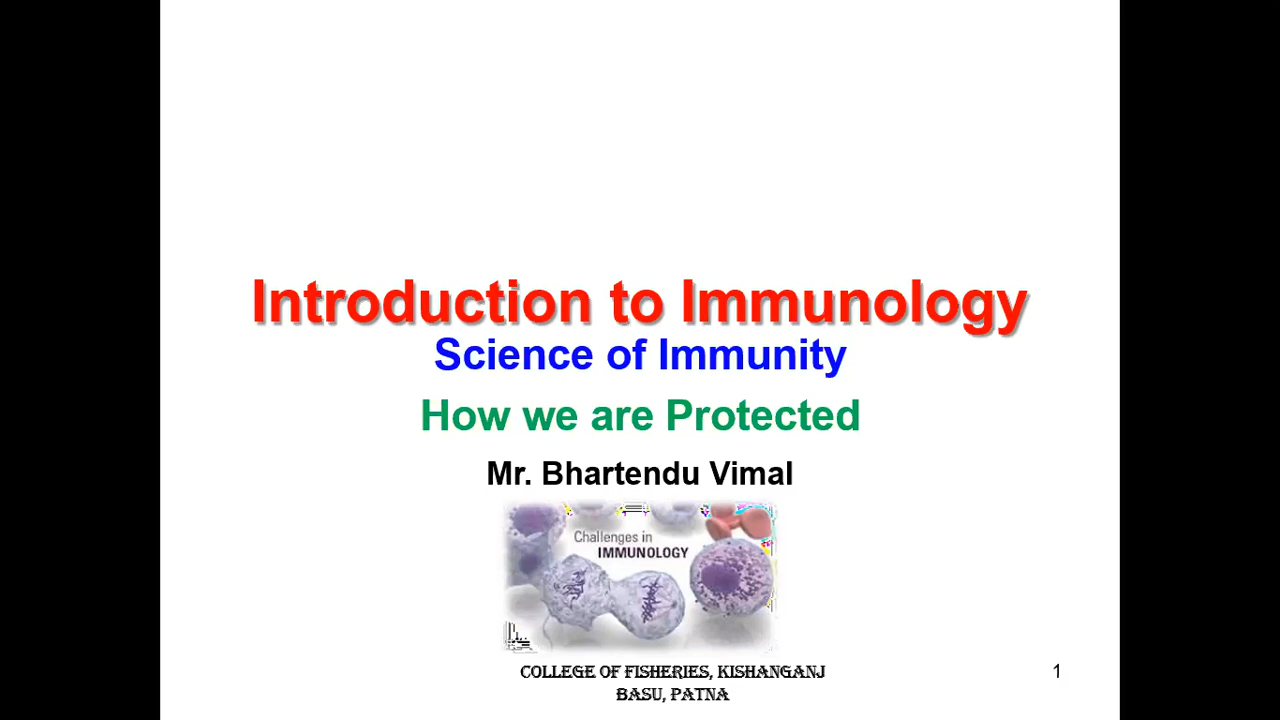 Introduction to Immunology
Science of Immunity
How we are Protected
Mr. Bhartendu Vimal
Challenges in
IMMUNOLOGY
COLLEGE OF FISHERIES, KISHANGANJ
BASU, PATNA
1